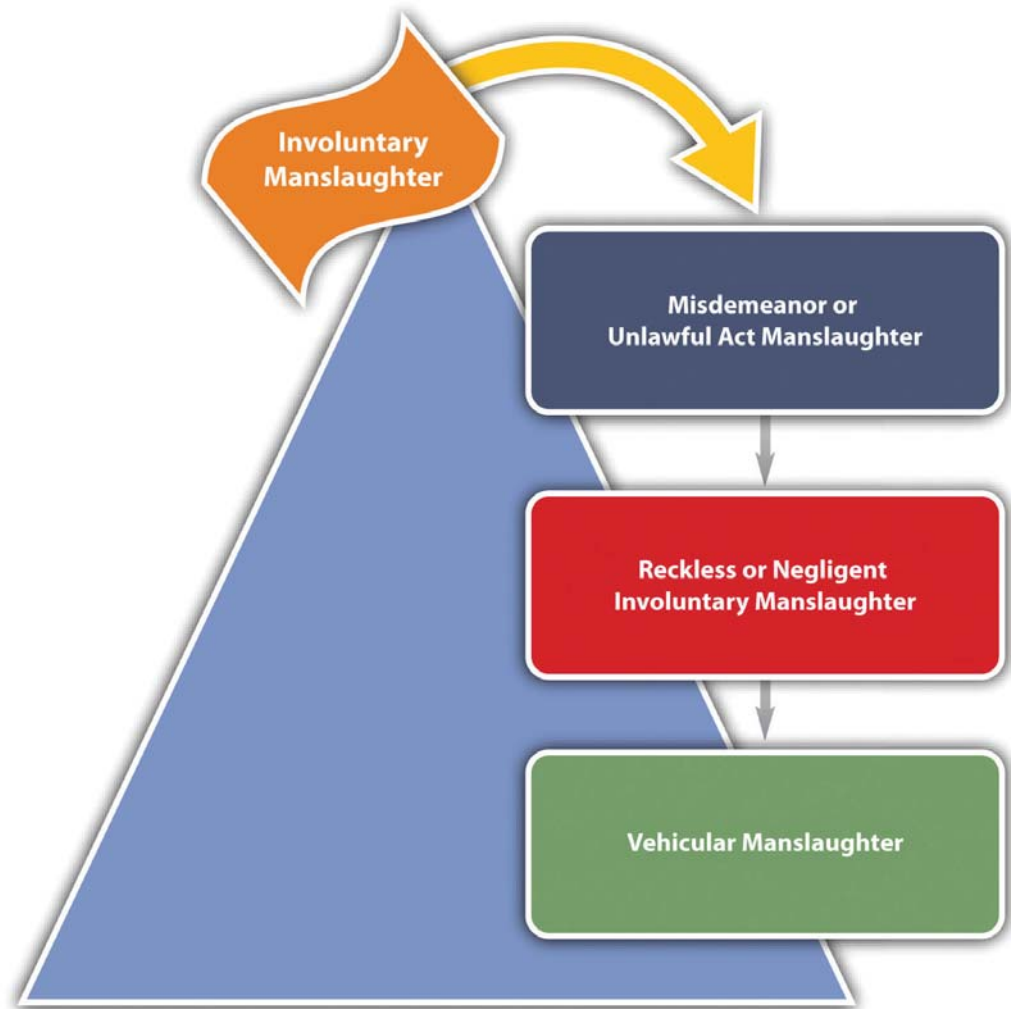 Involuntary
Manslaughter
Misdemeanor or
Unlawful Act Manslaughter
Reckless or Negligent
Involuntary Manslaughter
Vehicular Manslaughter